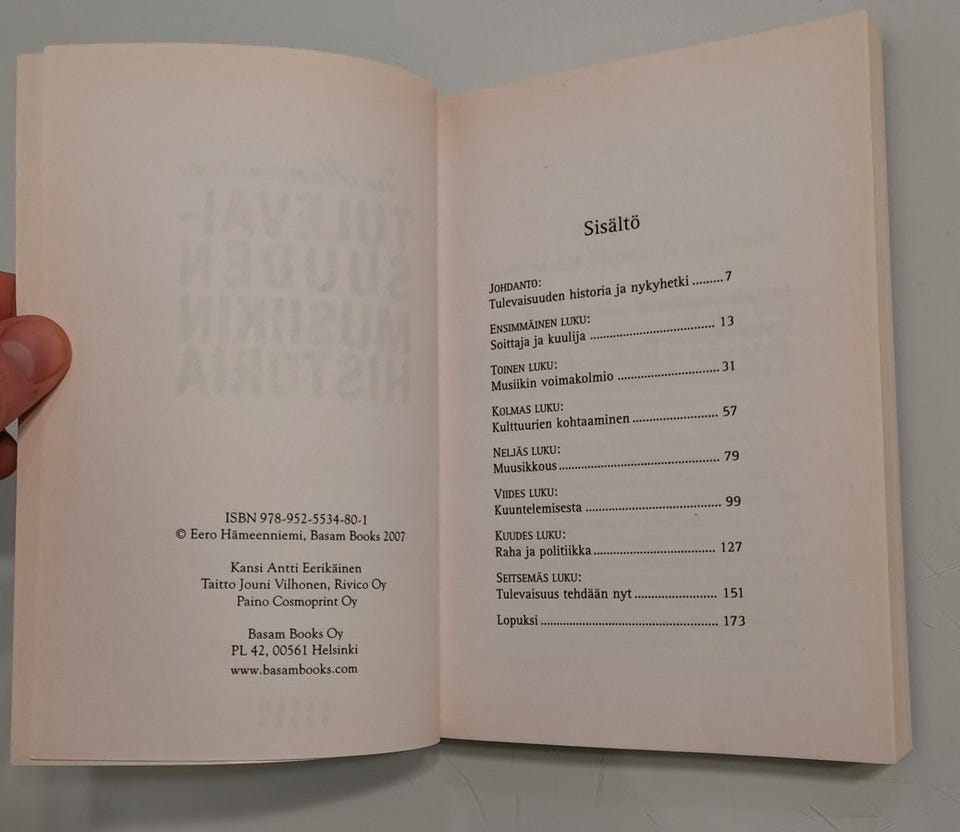 TULEVAI-
SUUDEN
MUSIIKIN
HISTORIA
ISBN 978-952-5534-80-1
© Eero Hämeenniemi, Basam Books 2007
Kansi Antti Eerikäinen
Taitto Jouni Vilhonen, Rivico Oy
Paino Cosmoprint Oy
Basam Books Oy
PL 42, 00561 Helsinki
www.basambooks.com
Sisältö
JOHDANTO:
Tulevaisuuden historia ja nykyhetki .........7
ENSIMMÄINEN LUKU:
Soittaja ja kuulija .................................... 13
TOINEN LUKU:
Musiikin voimakolmio .............................31
KOLMAS LUKU:
Kulttuurien kohtaaminen ........................ 57
NELJÄS LUKU:
Muusikkous............................................. 79
VIIDES LUKU:
Kuuntelemisesta ...................................... 99
KUUDES LUKU:
Raha ja politiikka.................................. 127
SEITSEMÄS LUKU:
Tulevaisuus tehdään nyt ........................ 151
Lopuksi .................................................. 173